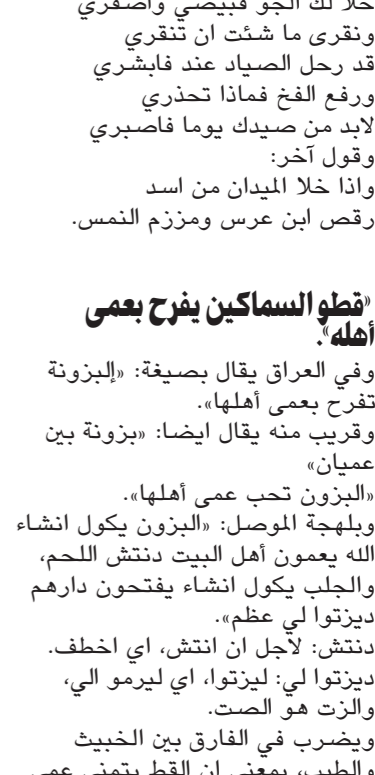 خلا لك الجو فبيضي واصفري
ونقرى ما شئت ان تنقري
قد رحل الصياد عند فابشري
ورفع الفخ فماذا تحذري
لابد من صيدك يوما فاصبري
وقول آخر:
واذا خلا الميدان من اسد
رقص ابن عرس ومززم النمس.
«قطو السماكين يفرح بعمى
أهله».
وفي العراق يقال بصيغة: «إلبزونة
تفرح بعمى أهلها».
وقريب منه يقال ايضا: «بزونة بين
عميان»
«البزون تحب عمى أهلها».
وبلهجة الموصل: «البزون يكول انشاء
الله يعمون أهل البيت دنتش اللحم،
والجلب يكول انشاء يفتحون دارهم
ديزتوا لي عظم».
دنتش: لأجل ان انتش، اي اخطف.
ديزتوا لي: ليزتوا، اي ليرمو الي،
والزت هو الصت.
ويضرب في الفارق بين الخبيث
والطيب، بمعنى ان القط يتمنى عمى